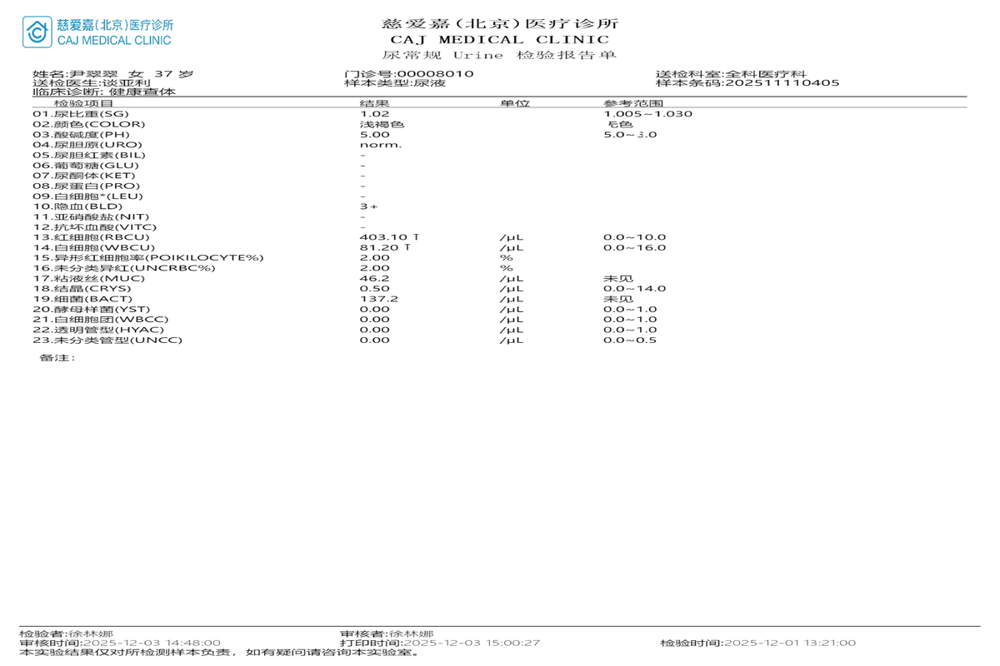 慈爱嘉(北京)医疗诊所
CAJ MEDICAL CLINIC
慈爱嘉(北京)医疗诊所
CAJ MEDICAL CLINIC
尿常规 Urine 检验报告单
姓名:尹翠翠 女 37 岁 门诊号:00008010 送检科室:全科医疗科
送检医生:谈亚利 样本类型:尿液 样本条码:202511110405
临床诊断: 健康查体
检验项目 结果 单位 参考范围
01.尿比重(SG) 1.02 1.005~1.030
02.颜色(COLOR) 浅褐色 色
03.酸碱度(PH) 5.00 5.0~ .0
04.尿胆原(URO) norm.
05.尿胆红素(BIL) -
06.葡萄糖(GLU) -
07.尿酮体(KET) -
08.尿蛋白(PRO) -
09.白细胞*(LEU) -
10.隐血(BLD) 3+
11.亚硝酸盐(NIT) -
12.抗坏血酸(VITC) -
13.红细胞(RBCU) 403.10 ↑ /μL 0.0~10.0
14.白细胞(WBCU) 81.20 ↑ /μL 0.0~16.0
15.异形红细胞率(POIKILOCYTE%) 2.00 %
16.未分类异红(UNCRBC%) 2.00 %
17.粘液丝(MUC) 46.2 /μL 未见
18.结晶(CRYS) 0.50 /μL 0.0~14.0
19.细菌(BACT) 137.2 /μL 未见
20.酵母样菌(YST) 0.00 /μL 0.0~1.0
21.白细胞团(WBCC) 0.00 /μL 0.0~1.0
22.透明管型(HYAC) 0.00 /μL 0.0~1.0
23.未分类管型(UNCC) 0.00 /μL 0.0~0.5
备注:
检验者:徐林娜 审核者:徐林娜
审核时间:2025-12-03 14:48:00 打印时间:2025-12-03 15:00:27 检验时间:2025-12-01 13:21:00
本实验结果仅对所检测样本负责，如有疑问请咨询本实验室。